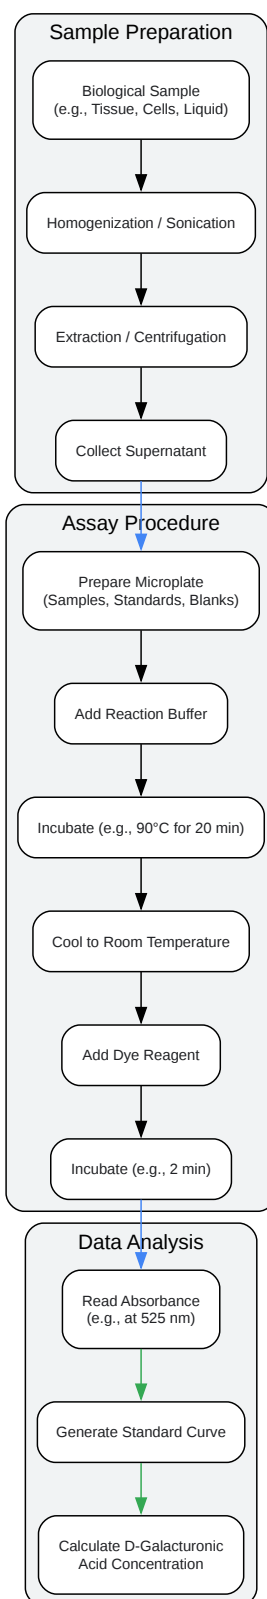 Sample Preparation
Biological Sample
(e.g., Tissue, Cells, Liquid)
Homogenization / Sonication
Extraction / Centrifugation
Collect Supernatant
Assay Procedure
Prepare Microplate
(Samples, Standards, Blanks)
Add Reaction Buffer
Incubate (e.g., 90°C for 20 min)
Cool to Room Temperature
Add Dye Reagent
Incubate (e.g., 2 min)
Data Analysis
Read Absorbance
(e.g., at 525 nm)
Generate Standard Curve
Calculate D-Galacturonic
Acid Concentration